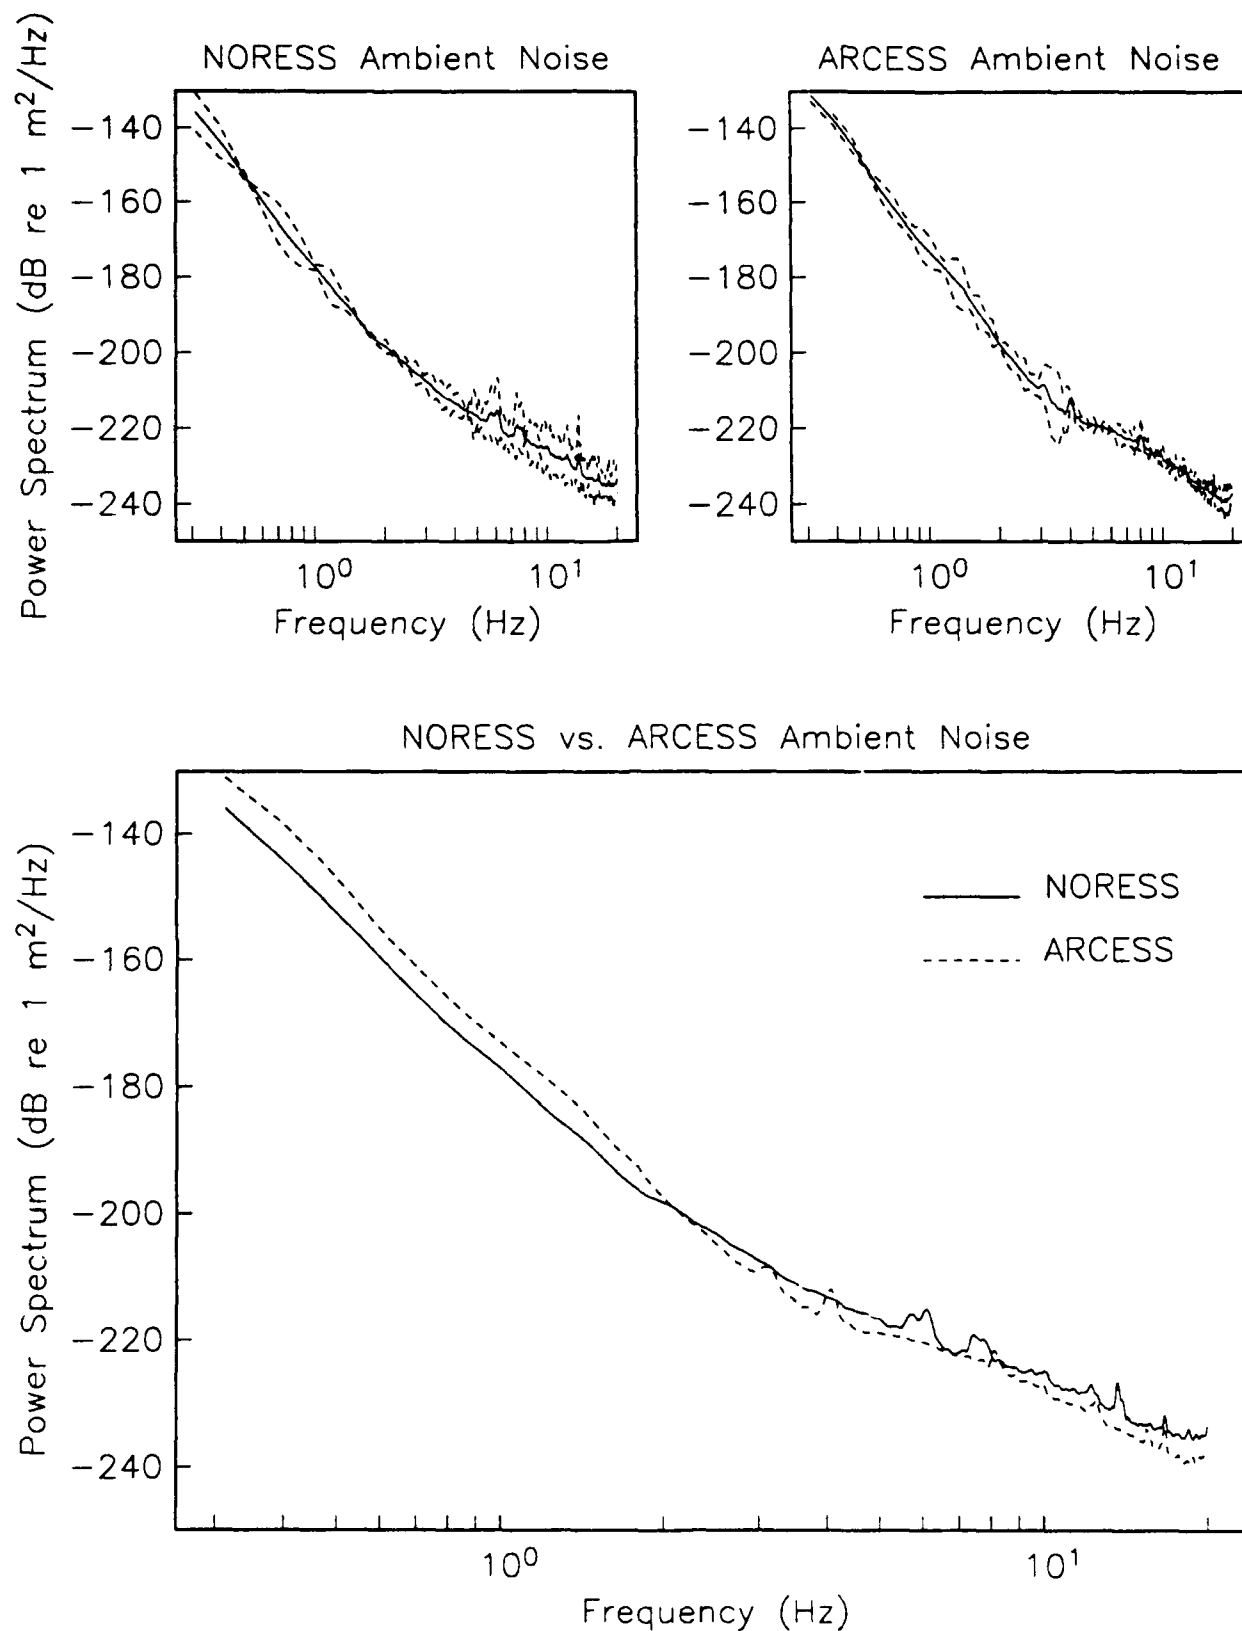 NORESS Ambient Noise
Power Spectrum (dB re 1 m²/Hz)
−140
−160
−180
−200
−220
−240
10⁰
10¹
Frequency (Hz)
ARCESS Ambient Noise
−140
−160
−180
−200
−220
−240
10⁰
10¹
Frequency (Hz)
NORESS vs. ARCESS Ambient Noise
Power Spectrum (dB re 1 m²/Hz)
−140
−160
−180
−200
−220
−240
NORESS
ARCESS
10⁰
10¹
Frequency (Hz)